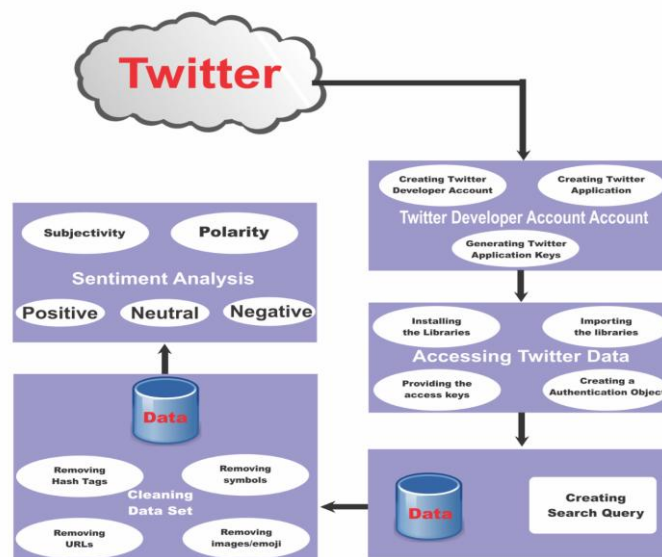 Twitter
Creating Twitter
Developer Account
Creating Twitter
Application
Twitter Developer Account Account
Generating Twitter
Application Keys
Installing
the Libraries
Importing
the libraries
Accessing Twitter Data
Providing the
access keys
Creating a
Authentication Object
Data
Creating
Search Query
Data
Removing
Hash Tags
Removing
symbols
Cleaning
Data Set
Removing
URLs
Removing
images/emoji
Subjectivity
Polarity
Sentiment Analysis
Positive
Neutral
Negative